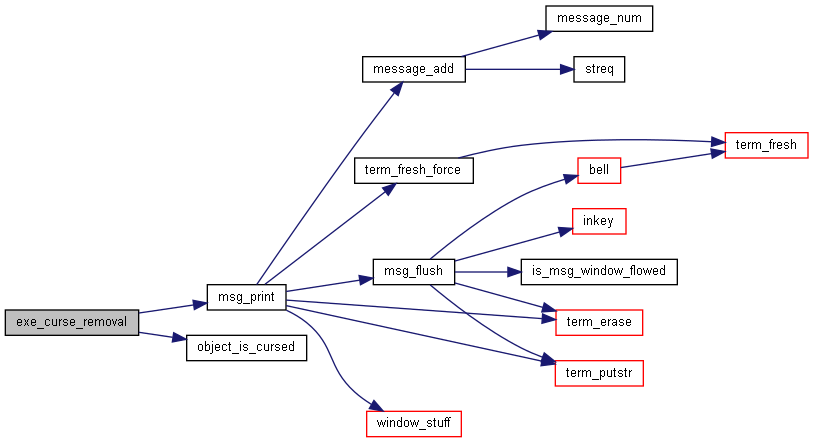 message_num
message_add
streq
term_fresh
term_fresh_force
bell
inkey
msg_flush
is_msg_window_flowed
msg_print
exe_curse_removal
term_erase
object_is_cursed
term_putstr
window_stuff